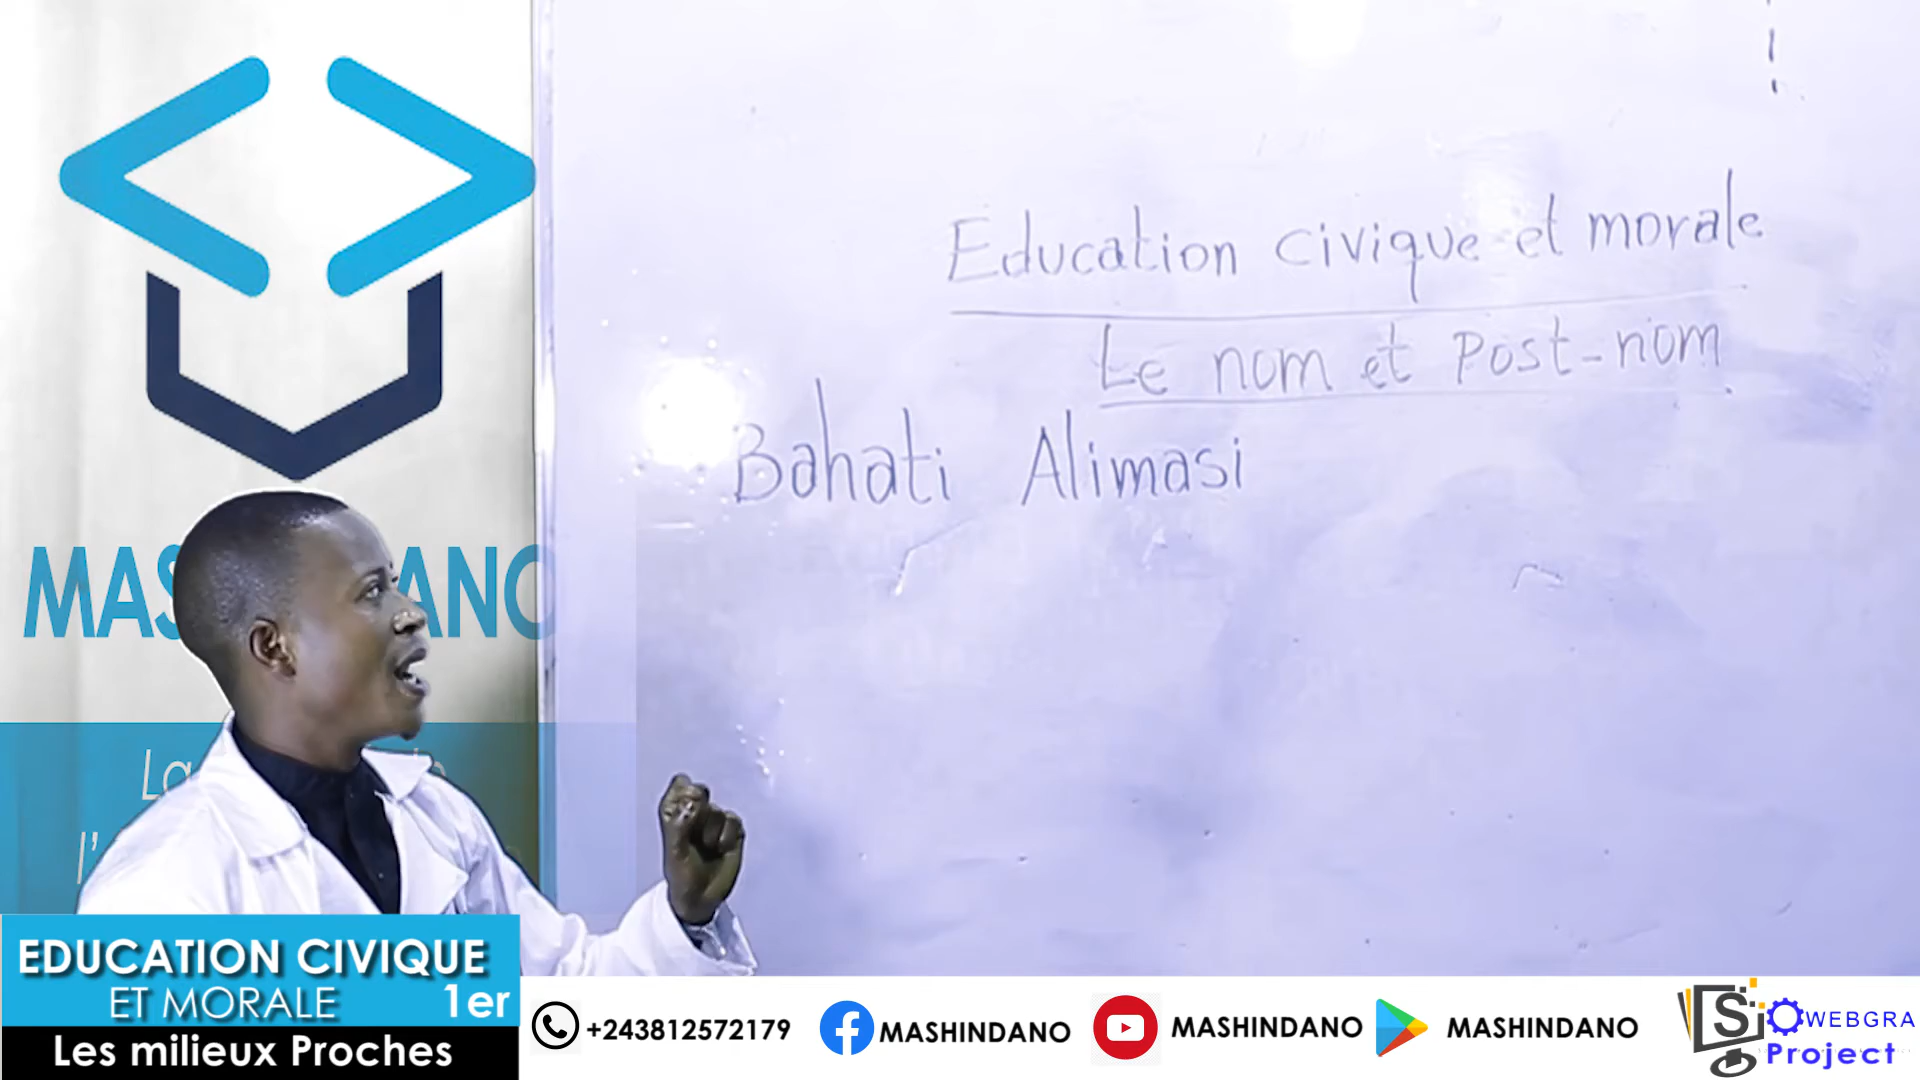 Education civique et morale
Le nom et Post-nom
Bahati Alimasi
EDUCATION CIVIQUE
ET MORALE 1er
Les milieux Proches
+243812572179
MASHINDANO
MASHINDANO
MASHINDANO
WEBGRA
Project